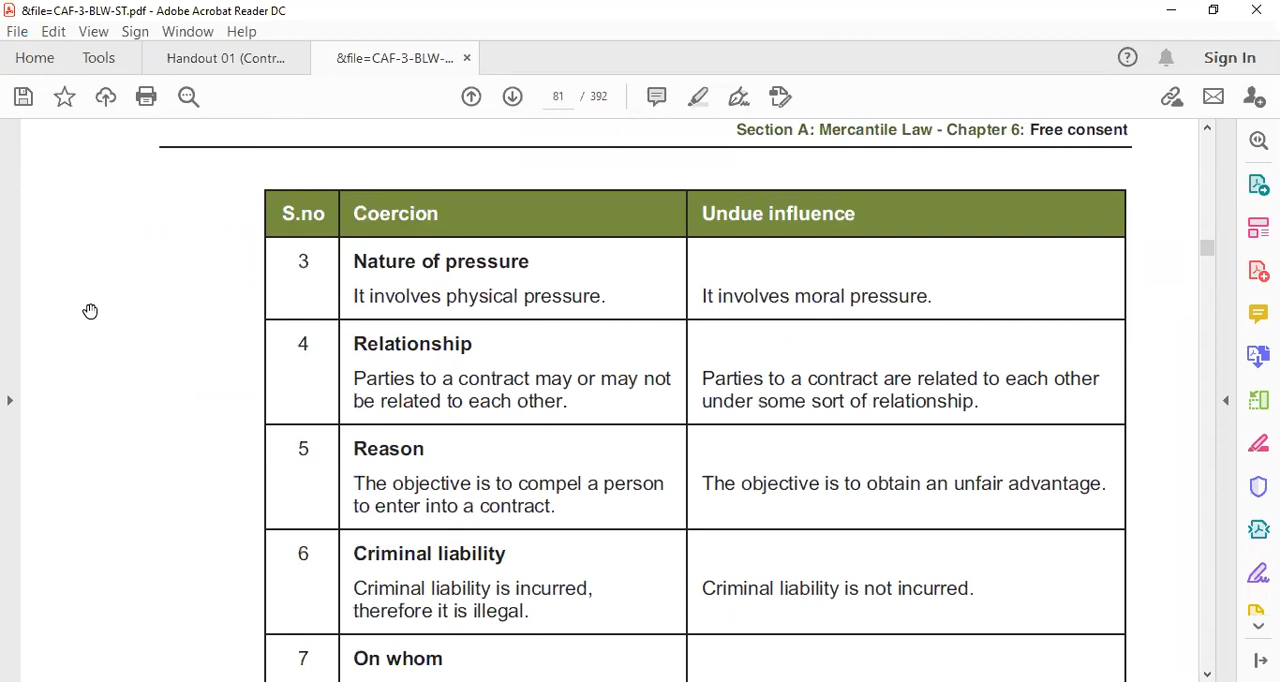 &file=CAF-3-BLW-ST.pdf - Adobe Acrobat Reader DC
File Edit View Sign Window Help
Home Tools Handout 01 (Contr... &file=CAF-3-BLW-... × Sign In
81 / 392
Section A: Mercantile Law - Chapter 6: Free consent
S.no Coercion Undue influence
3 Nature of pressure
It involves physical pressure. It involves moral pressure.
4 Relationship
Parties to a contract may or may not Parties to a contract are related to each other
be related to each other. under some sort of relationship.
5 Reason
The objective is to compel a person The objective is to obtain an unfair advantage.
to enter into a contract.
6 Criminal liability
Criminal liability is incurred, Criminal liability is not incurred.
therefore it is illegal.
7 On whom